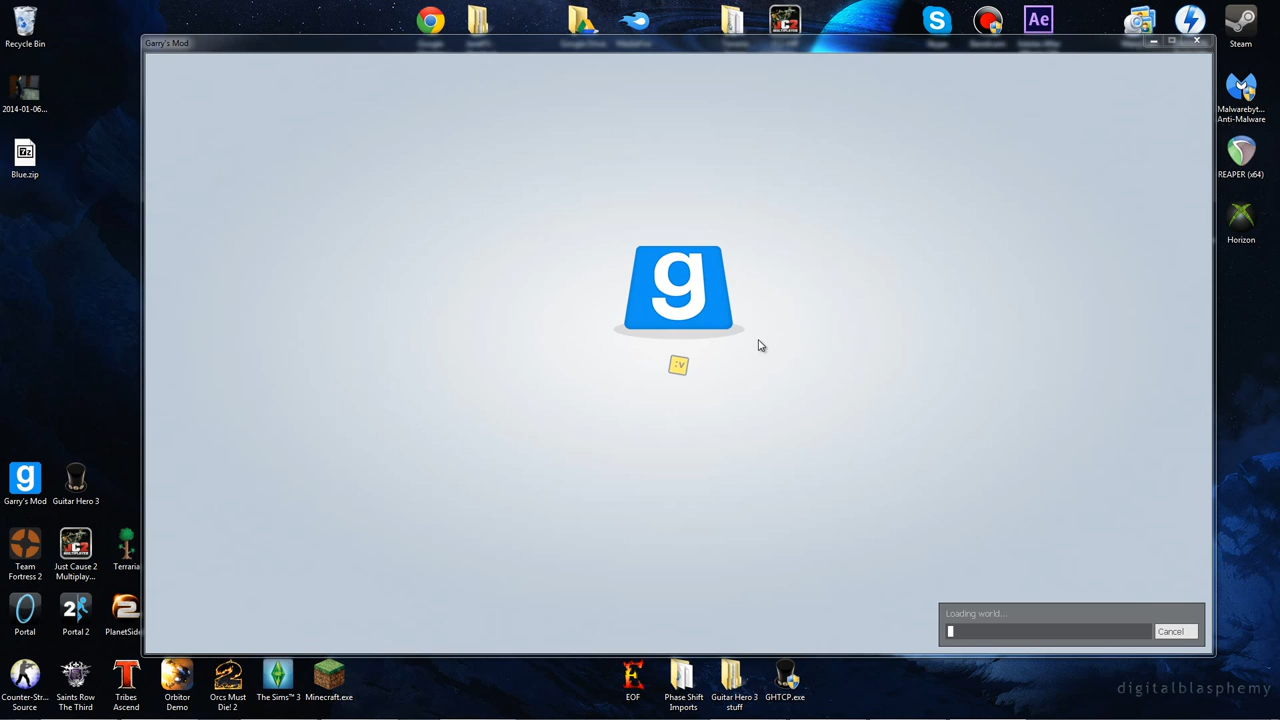 Recycle Bin
Garry's Mod
g
:v
S
Ae
Steam
2014-01-06...
Malwarebyt...
Anti-Malware
7z
Blue.zip
REAPER (x64)
Horizon
g
Garry's Mod
Guitar Hero 3
Team
Fortress 2
Just Cause 2
Multiplay...
Terraria
Loading world...
Cancel
Portal
Portal 2
PlanetSide
Counter-Str...
Source
Saints Row
The Third
Tribes
Ascend
Orbitor
Demo
Orcs Must
Die! 2
The Sims™ 3
Minecraft.exe
EOF
Phase Shift
Imports
Guitar Hero 3
stuff
GHTCP.exe
digitalblasphemy